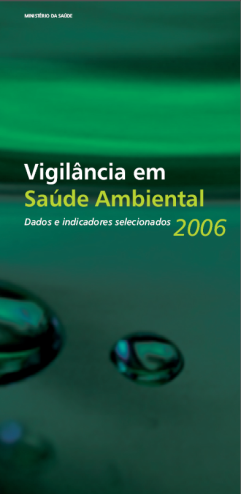 MINISTÉRIO DA SAÚDE
Vigilância em
Saúde Ambiental
Dados e indicadores selecionados 2006